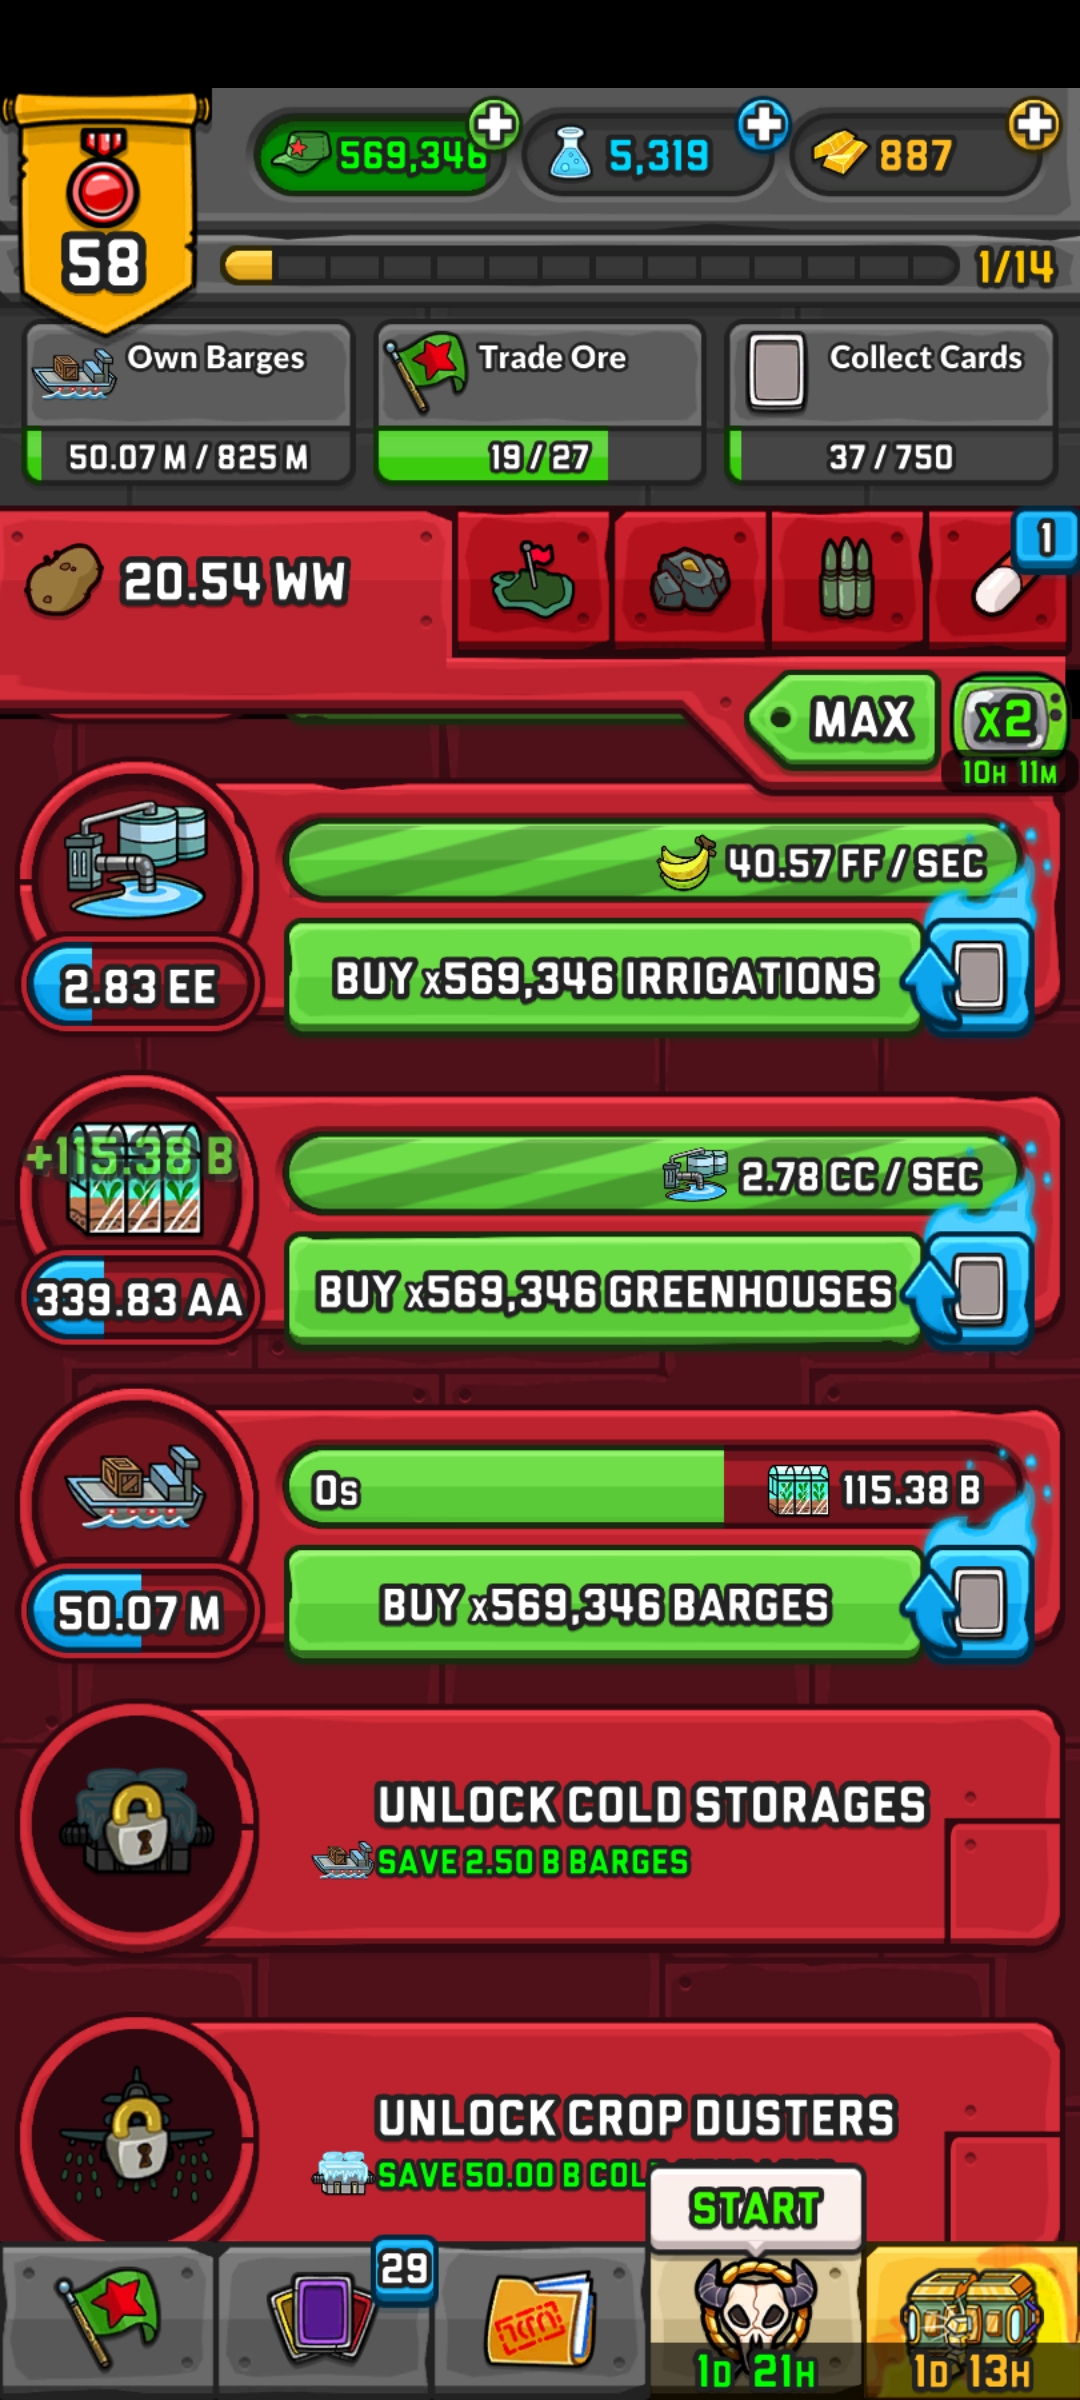 58
569,346
5,319
887
1/14
Own Barges
50.07 M / 825 M
Trade Ore
19 / 27
Collect Cards
37 / 750
20.54 WW
1
MAX
x2
10H 11M
40.57 FF / SEC
2.83 EE
BUY x569,346 IRRIGATIONS
+115.38 B
2.78 CC / SEC
339.83 AA
BUY x569,346 GREENHOUSES
0s
115.38 B
50.07 M
BUY x569,346 BARGES
UNLOCK COLD STORAGES
SAVE 2.50 B BARGES
UNLOCK CROP DUSTERS
SAVE 50.00 B
START
29
1D 21H
1D 13H